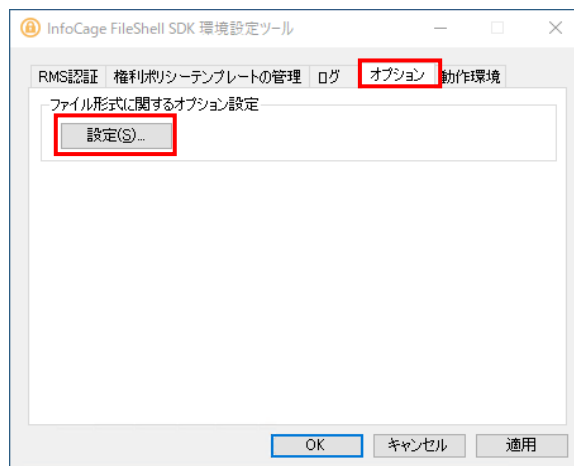 InfoCage FileShell SDK 環境設定ツール
RMS認証 権利ポリシーテンプレートの管理 ログ オプション 動作環境
ファイル形式に関するオプション設定
設定(S)...
OK キャンセル 適用